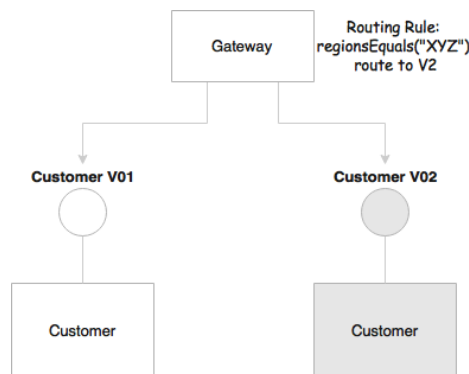 Gateway
Routing Rule:
regionsEquals("XYZ")
route to V2
Customer V01
Customer V02
Customer
Customer